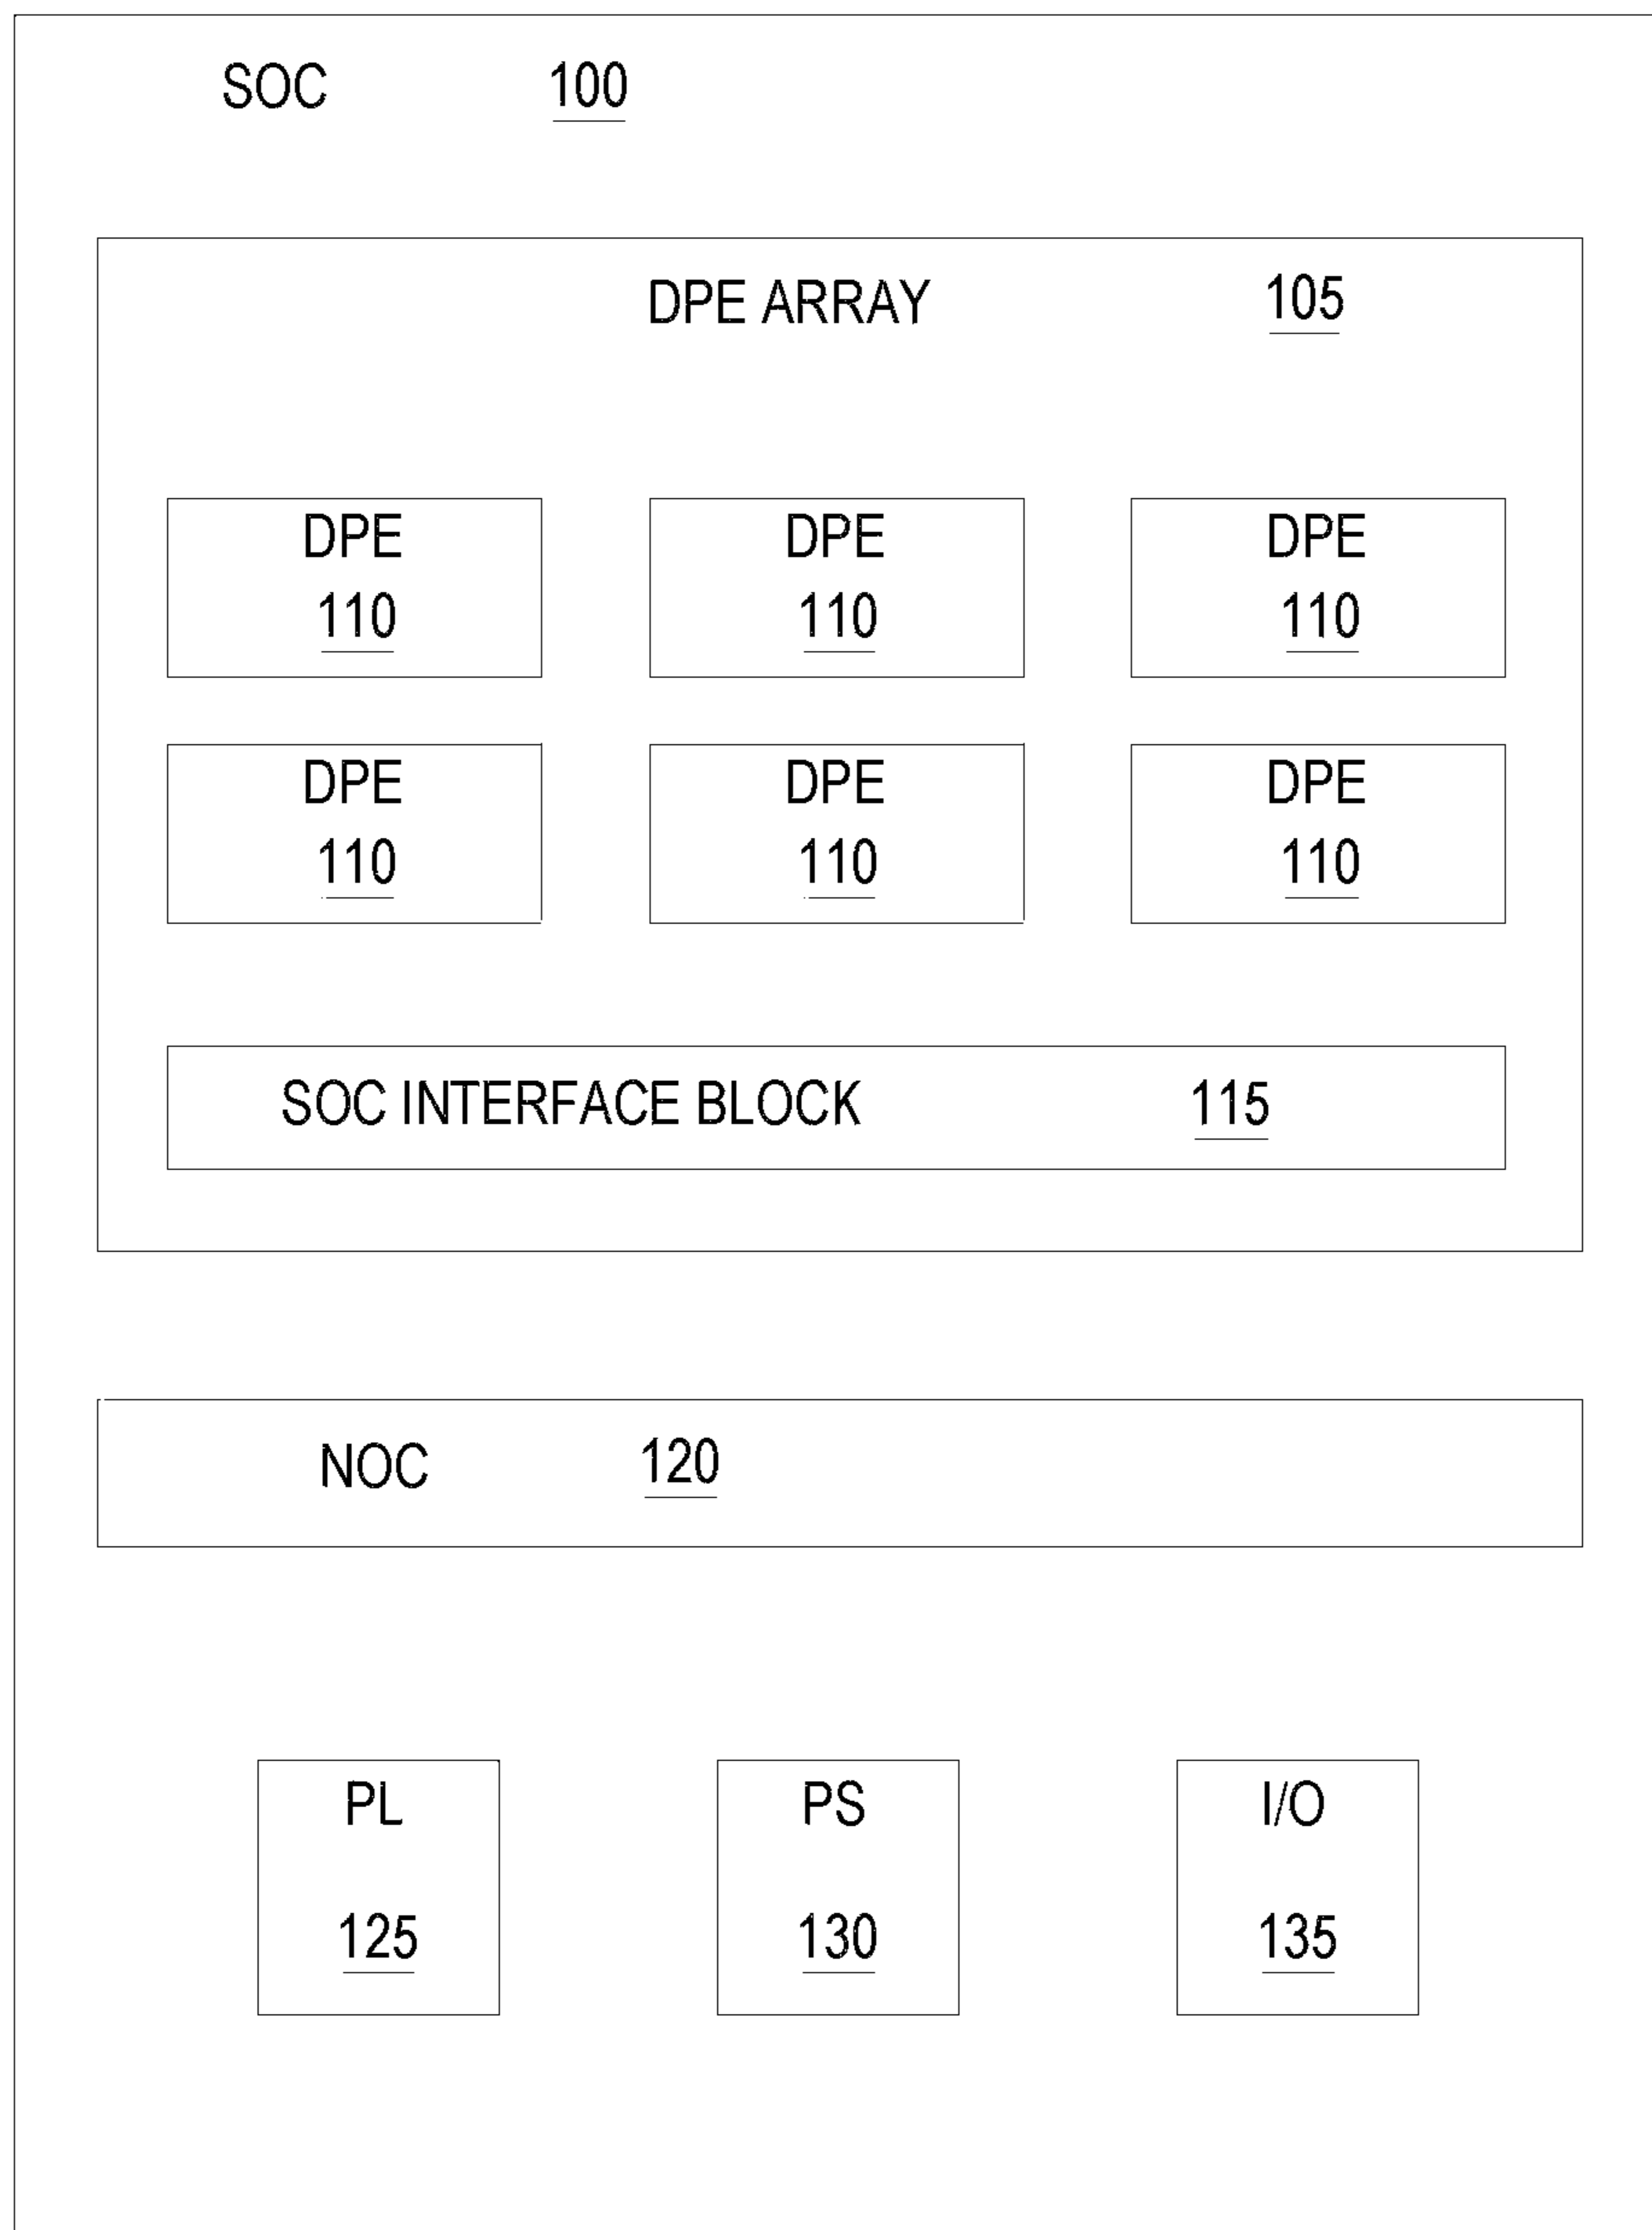 SOC 100
DPE ARRAY 105
DPE DPE DPE
110 110 110
DPE DPE DPE
110 110 110
SOC INTERFACE BLOCK 115
NOC 120
PL PS I/O
125 130 135